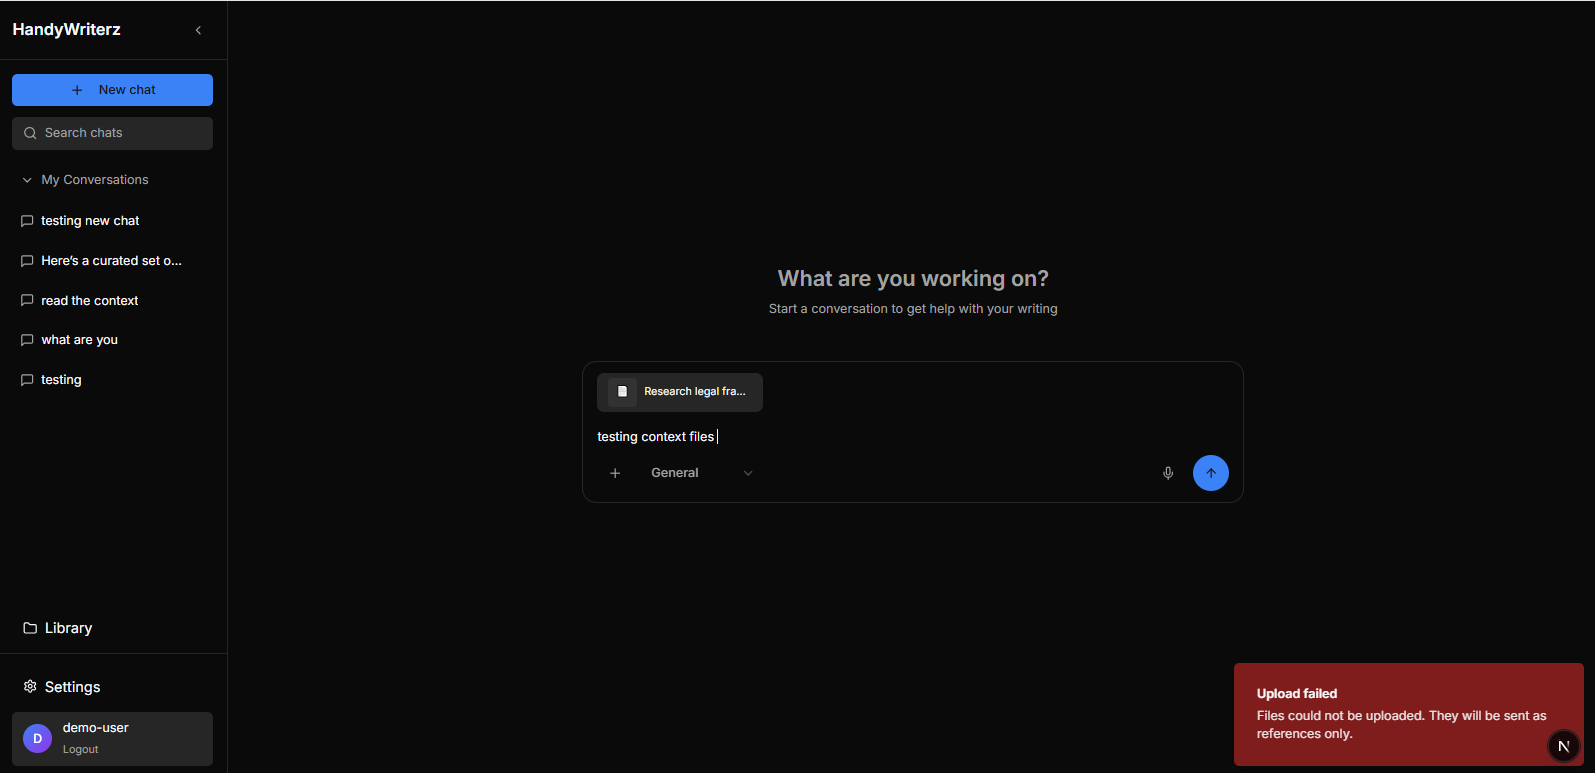 HandyWriterz
New chat
Search chats
My Conversations
testing new chat
Here's a curated set o...
read the context
what are you
testing
Library
Settings
D
demo-user
Logout
What are you working on?
Start a conversation to get help with your writing
Research legal fra...
testing context files
General
Upload failed
Files could not be uploaded. They will be sent as
references only.
N